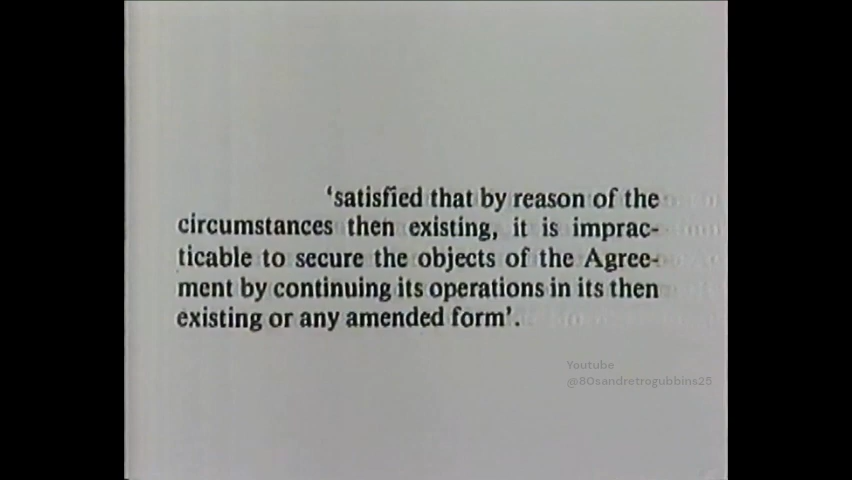 ‘satisfied that by reason of the
circumstances then existing, it is imprac-
ticable to secure the objects of the Agree-
ment by continuing its operations in its then
existing or any amended form’.
Youtube
@80sandretrogubbins25